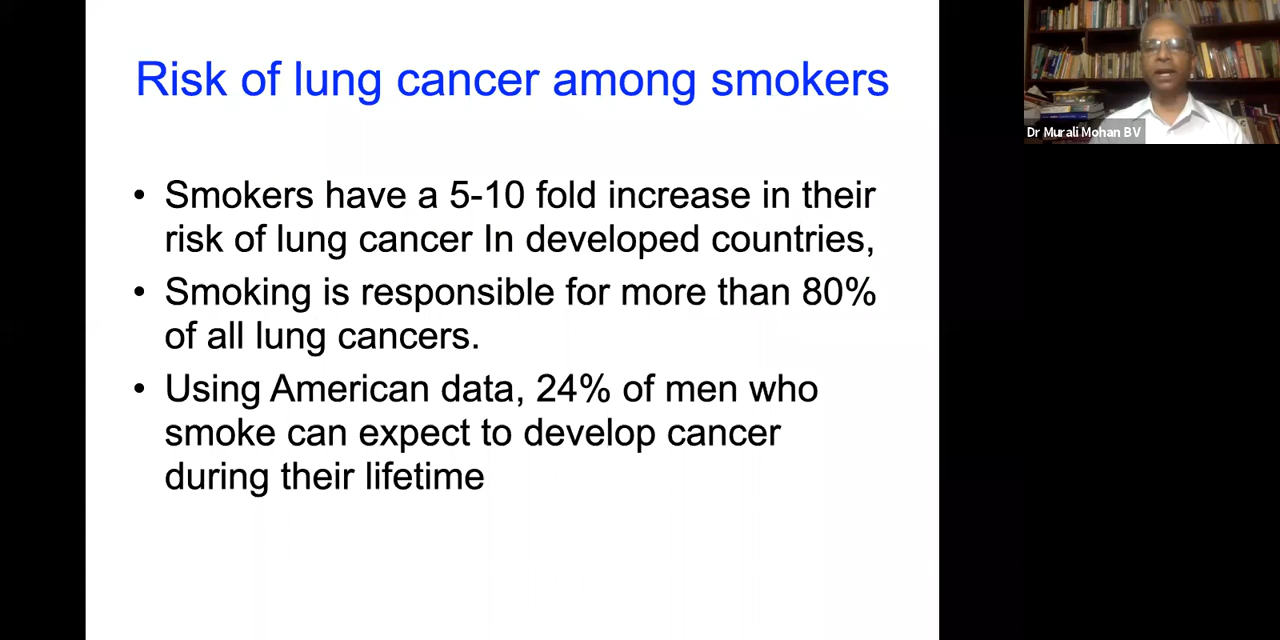 Risk of lung cancer among smokers
• Smokers have a 5-10 fold increase in their
risk of lung cancer In developed countries,
• Smoking is responsible for more than 80%
of all lung cancers.
• Using American data, 24% of men who
smoke can expect to develop cancer
during their lifetime
Dr Murali Mohan BV